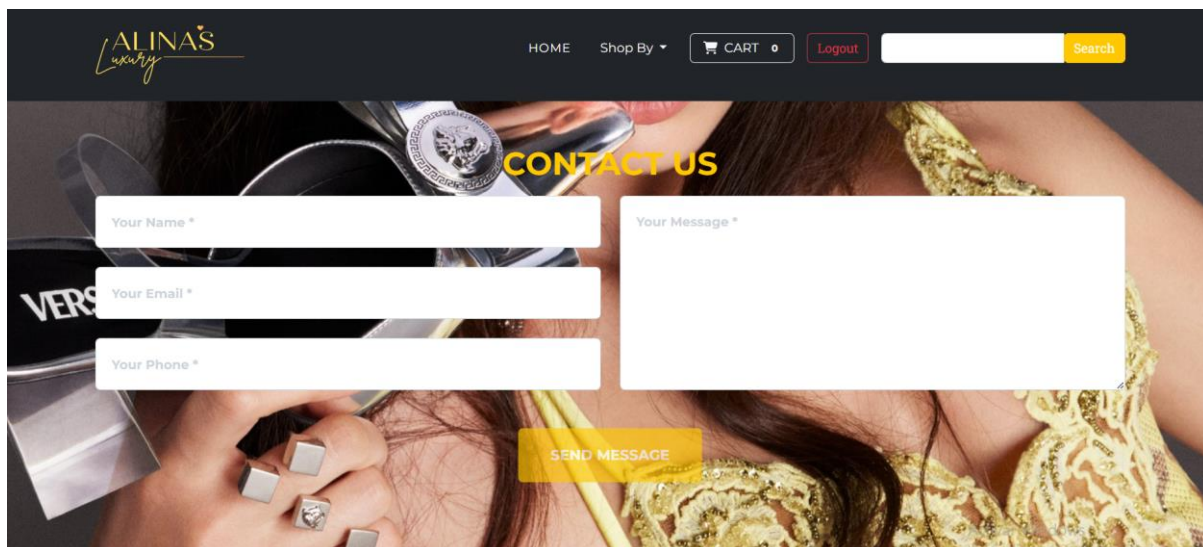 ALINA'S
Luxury
HOME
Shop By
CART 0
Logout
Search
CONTACT US
Your Name *
Your Message *
VERS
Your Email *
Your Phone *
SEND MESSAGE